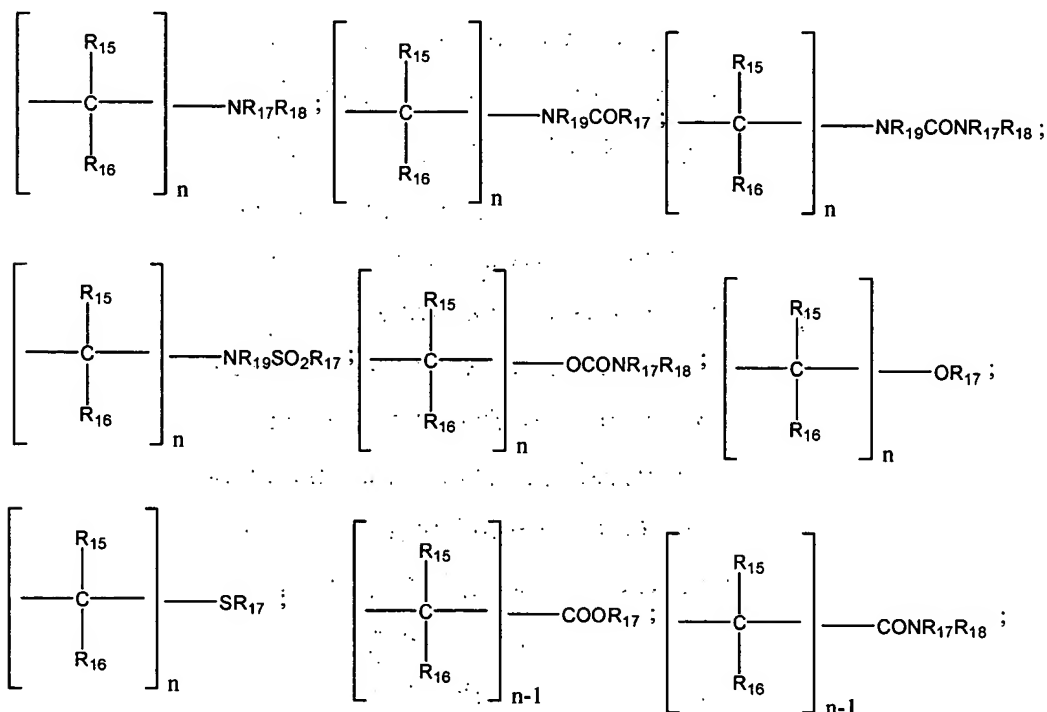 R15 R15 R15
C NR17R18 ; C NR19COR17 ; C NR19CONR17R18 ;
R16 R16 R16
n n n
R15 R15 R15
C NR19SO2R17 ; C OCONR17R18 ; C OR17 ;
R16 R16 R16
n n n
R15 R15 R15
C SR17 ; C COOR17 ; C CONR17R18 ;
R16 R16 R16
n n-1 n-1